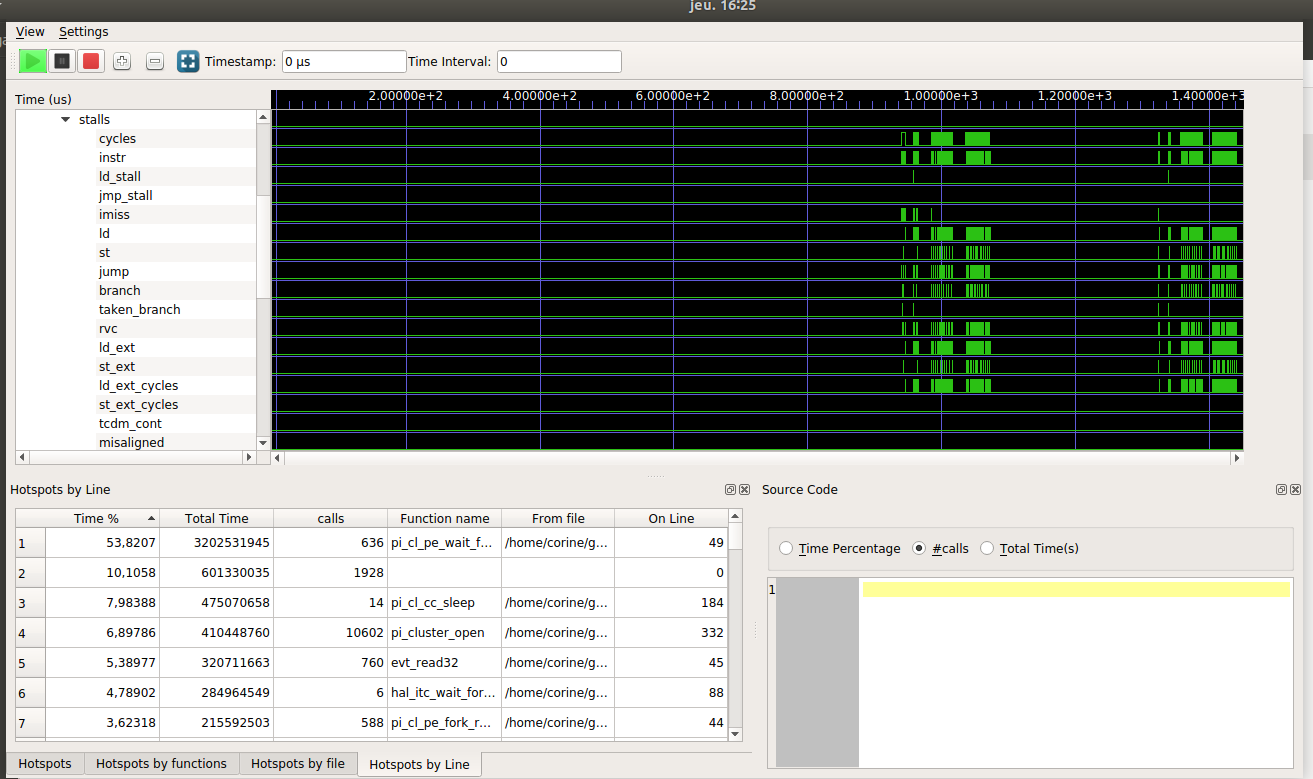 jeu. 16:25
View Settings
Timestamp: 0 µs Time Interval: 0
Time (us) 2.00000e+2 4.00000e+2 6.00000e+2 8.00000e+2 1.00000e+3 1.20000e+3 1.40000e+3
stalls
cycles
instr
ld_stall
jmp_stall
imiss
ld
st
jump
branch
taken_branch
rvc
ld_ext
st_ext
ld_ext_cycles
st_ext_cycles
tcdm_cont
misaligned
Hotspots by Line
Time % Total Time calls Function name From file On Line
1 53,8207 3202531945 636 pi_cl_pe_wait_f... /home/corine/g... 49
2 10,1058 601330035 1928 0
3 7,98388 475070658 14 pi_cl_cc_sleep /home/corine/g... 184
4 6,89786 410448760 10602 pi_cluster_open /home/corine/g... 332
5 5,38977 320711663 760 evt_read32 /home/corine/g... 45
6 4,78902 284964549 6 hal_itc_wait_for... /home/corine/g... 88
7 3,62318 215592503 588 pi_cl_pe_fork_r... /home/corine/g... 44
Hotspots Hotspots by functions Hotspots by file Hotspots by Line
Source Code
Time Percentage #calls Total Time(s)
1